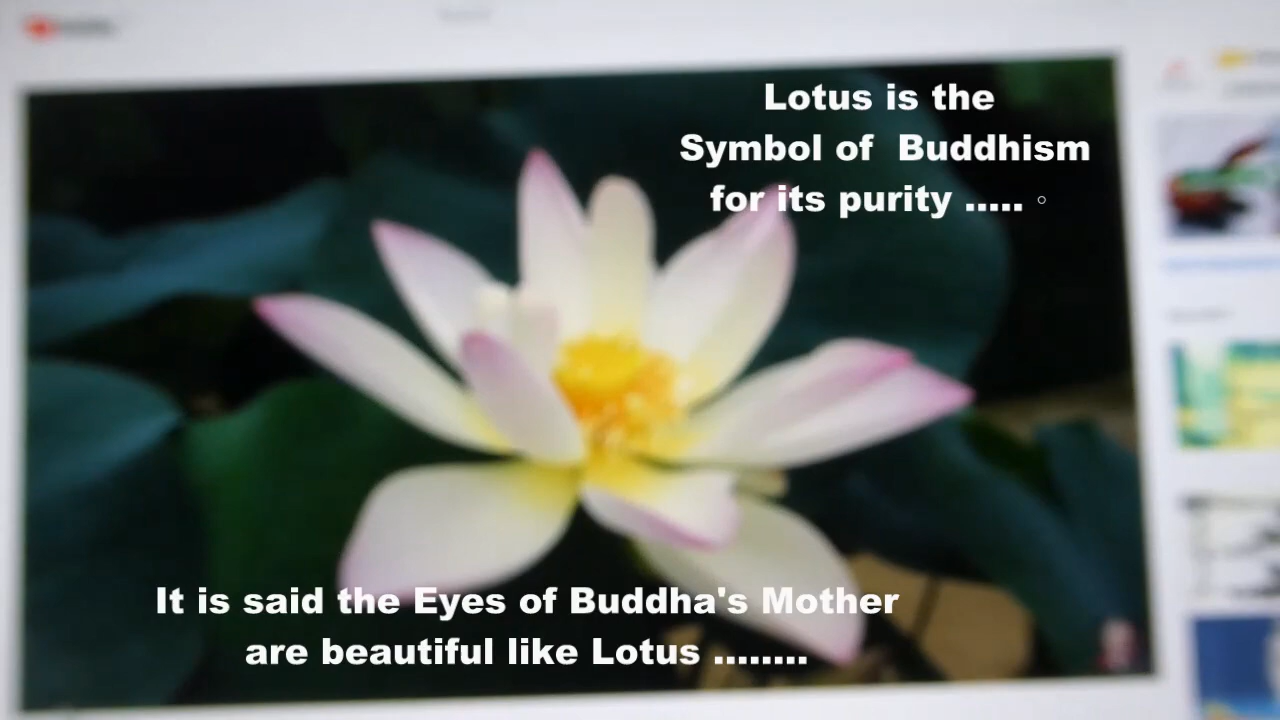 Lotus is the
Symbol of  Buddhism
for its purity ..... ◦
It is said the Eyes of Buddha's Mother
are beautiful like Lotus ........